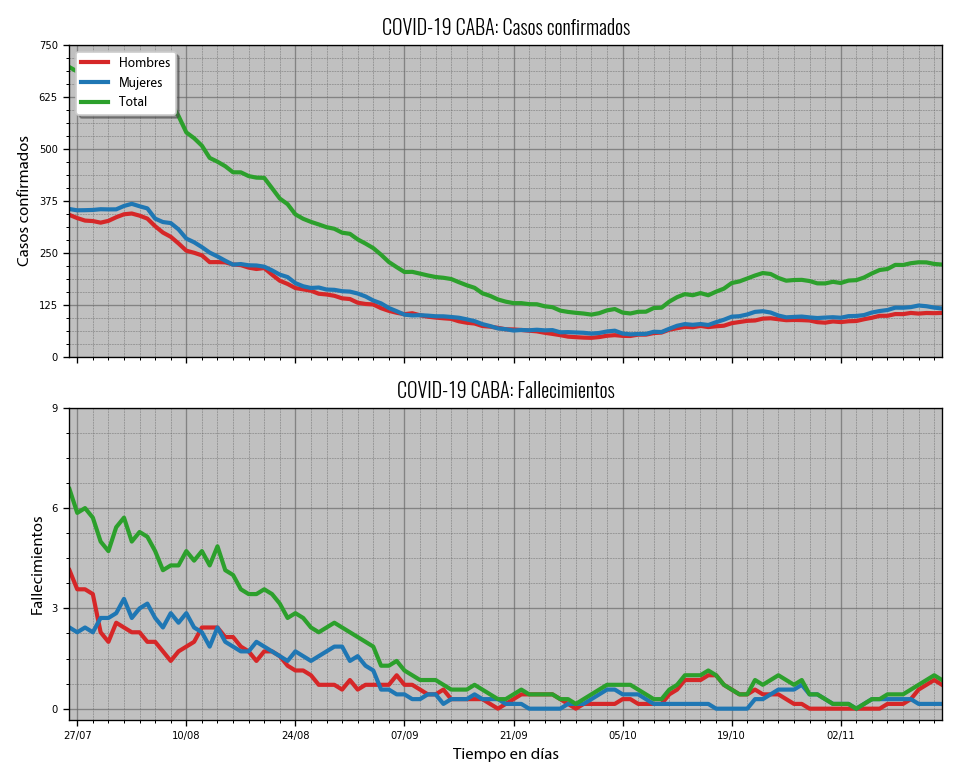 COVID-19 CABA: Casos confirmados
750
625
500
375
250
125
0
Casos confirmados
Hombres
Mujeres
Total
COVID-19 CABA: Fallecimientos
9
6
3
0
Fallecimientos
27/07 10/08 24/08 07/09 21/09 05/10 19/10 02/11
Tiempo en días